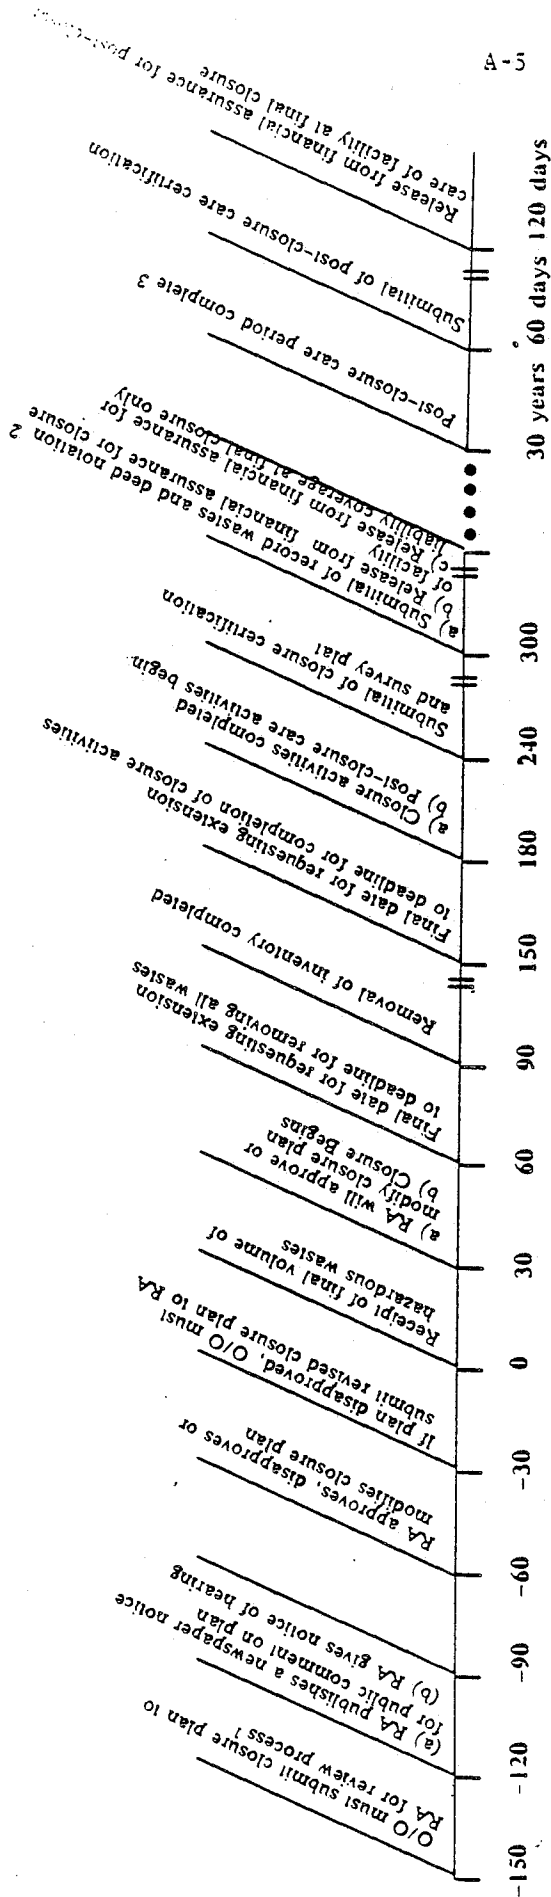 A-5
O/O must submit closure plan to
RA for review process 1
(a) RA publishes a newspaper notice
for public comment on plan
(b) RA gives notice of hearing
RA approves, disapproves or
modifies closure plan
If plan disapproved, O/O must
submit revised closure plan to RA
Receipt of final volume of
hazardous wastes
a) RA will approve or
modify closure plan
b) Closure Begins
Final date for requesting extension
to deadline for removing all wastes
Removal of inventory completed
Final date for requesting extension
to deadline for completion of closure activities
a) Closure activities completed
b) Post-closure care activities begin
Submittal of closure certification
and survey plat
a) Submittal of record wastes and deed notation 2
b) Release from financial assurance for closure
of facility
c) Release from financial assurance for
liability coverage at final closure only
Post-closure care period complete 3
Submittal of post-closure care certification
Release from financial assurance for post-closure
care of facility at final closure
-150
-120
-90
-60
-30
0
30
60
90
150
180
240
300
30 years
60 days
120 days